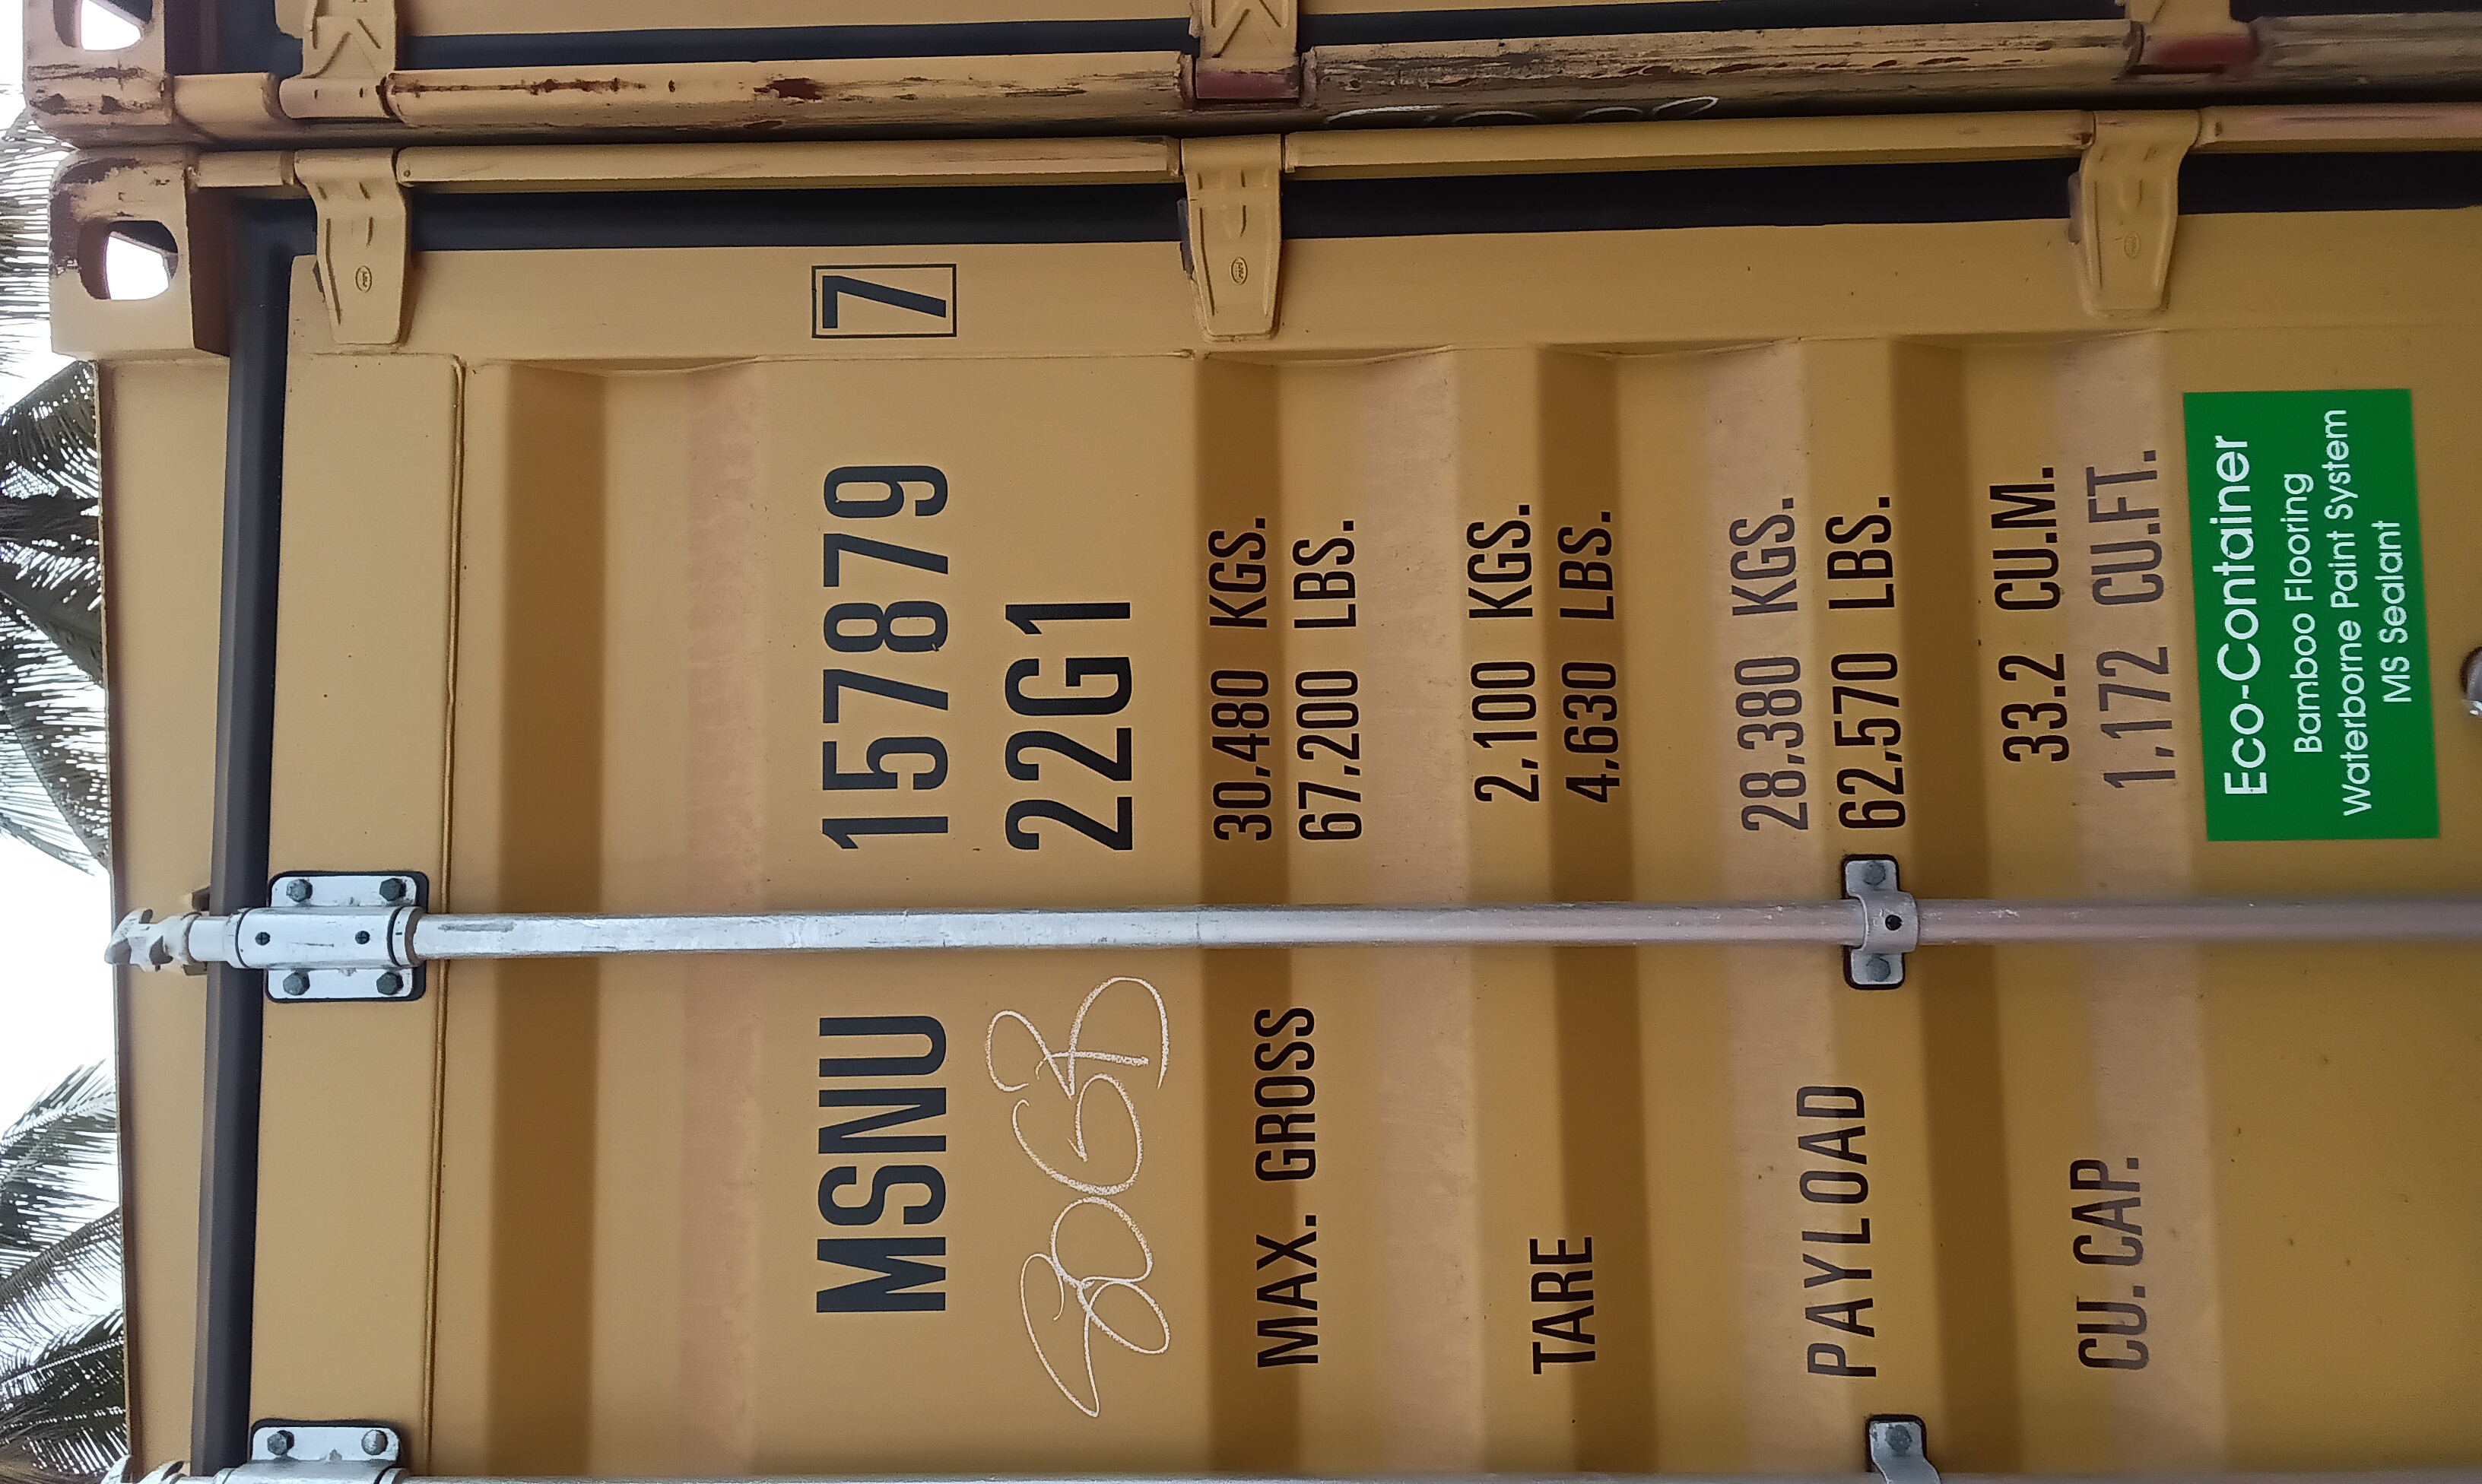 MSNU 157879 7
22G1
MAX. GROSS 30,480 KGS.
67,200 LBS.
TARE 2,100 KGS.
4,630 LBS.
PAYLOAD 28,380 KGS.
62,570 LBS.
CU. CAP. 33.2 CU.M.
1,172 CU.FT.
Eco-Container
Bamboo Flooring
Waterborne Paint System
MS Sealant